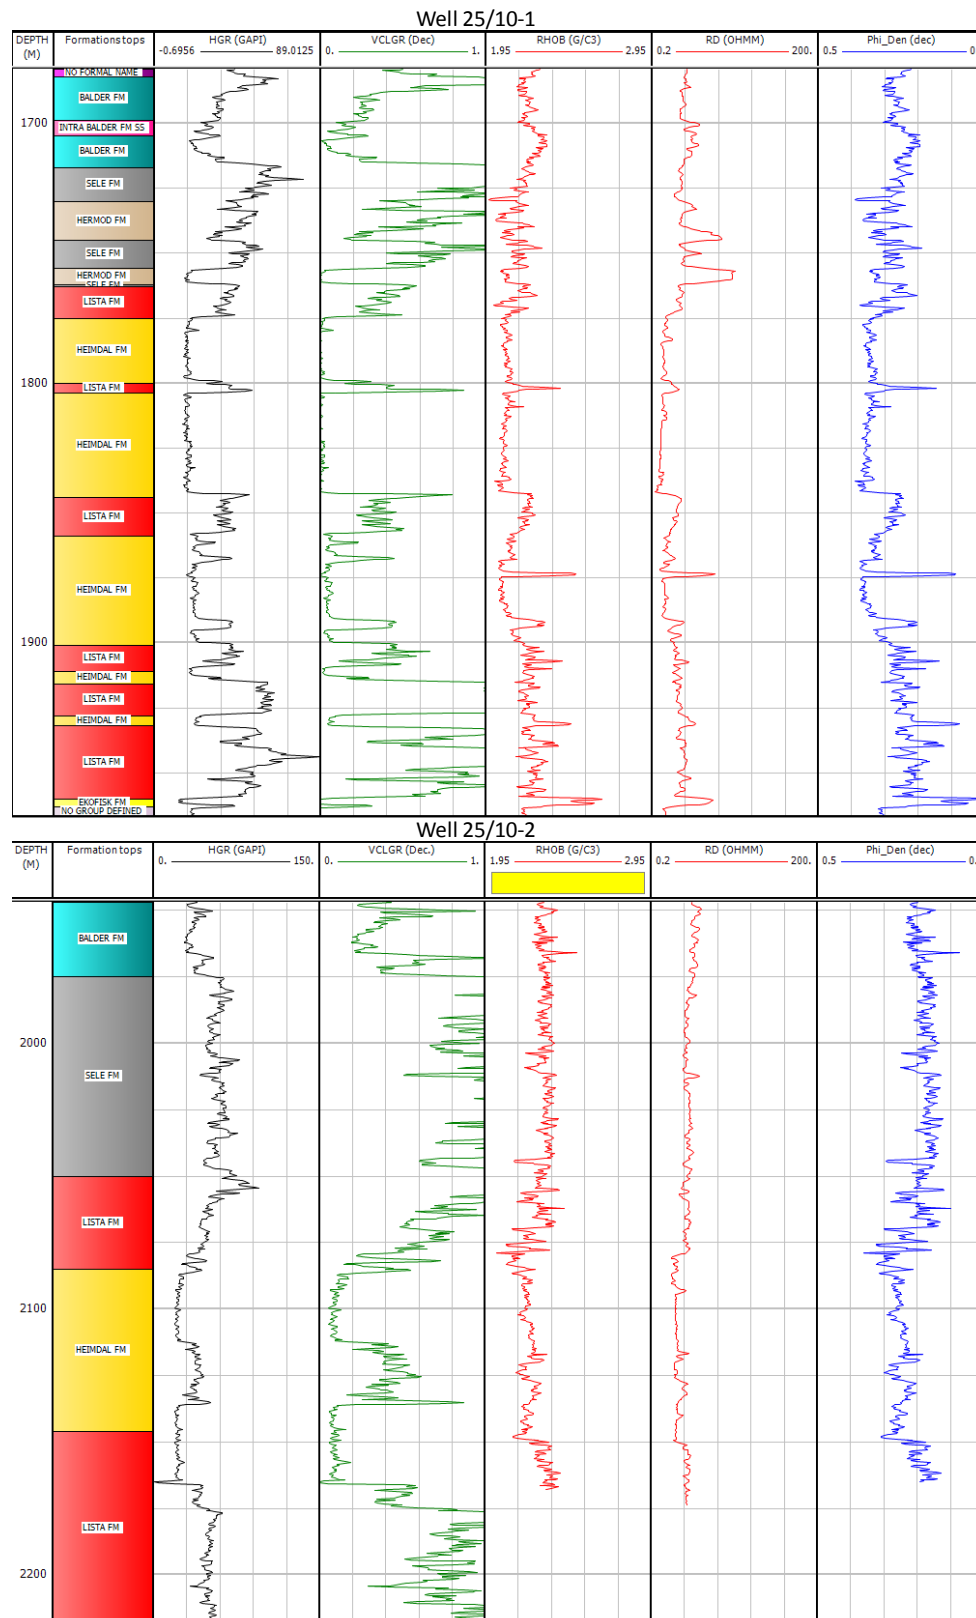 Well 25/10-1
DEPTH (M) Formations tops HGR (GAPI) VCLGR (Dec) RHOB (G/C3) RD (OHMM) Phi_Den (dec)
-0.6956 89.0125 0. 1. 1.95 2.95 0.2 200. 0.5 0.
NO FORMAL NAME
BALDER FM
1700
INTRA BALDER FM SS
BALDER FM
SELE FM
HERMOD FM
SELE FM
HERMOD FM
SELE FM
LISTA FM
HEIMDAL FM
1800
LISTA FM
HEIMDAL FM
LISTA FM
HEIMDAL FM
1900
LISTA FM
HEIMDAL FM
LISTA FM
HEIMDAL FM
LISTA FM
EKOFISK FM
NO GROUP DEFINED
Well 25/10-2
DEPTH (M) Formation tops HGR (GAPI) VCLGR (Dec.) RHOB (G/C3) RD (OHMM) Phi_Den (dec)
0. 150. 0. 1. 1.95 2.95 0.2 200. 0.5 0.
BALDER FM
2000
SELE FM
LISTA FM
2100
HEIMDAL FM
LISTA FM
2200